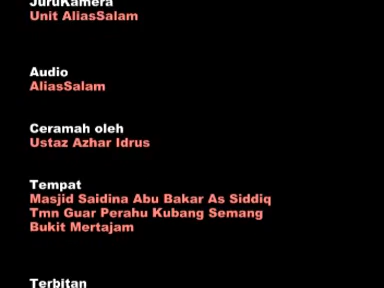 JuruKamera
Unit AliasSalam
Audio
AliasSalam
Ceramah oleh
Ustaz Azhar Idrus
Tempat
Masjid Saidina Abu Bakar As Siddiq
Tmn Guar Perahu Kubang Semang
Bukit Mertajam
Terbitan